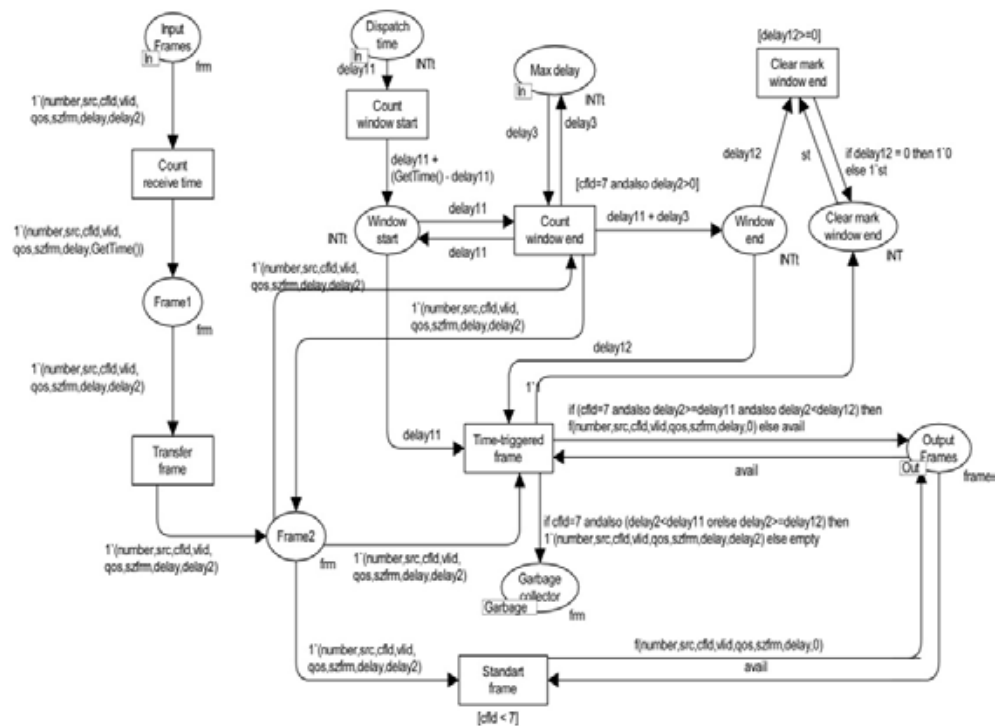 Input
Frames
In
frm
1`(number,src,cfId,vlid,
qos,szfrm,delay,delay2)
Count
receive time
1`(number,src,cfId,vlid,
qos,szfrm,delay,GetTime())
Frame1
frm
1`(number,src,cfId,vlid,
qos,szfrm,delay,delay2)
Transfer
frame
1`(number,src,cfId,vlid,
qos,szfrm,delay,delay2)
Dispatch
time
In
INTt
delay11
Count
window start
delay11 +
(GetTime() - delay11)
Window
start
INTt
delay11
delay11
Max delay
In
INTt
delay3
delay3
[cfId=7 andalso delay2>0]
Count
window end
delay11 + delay3
Window
end
INTt
[delay12>=0]
Clear mark
window end
delay12
st
if delay12 = 0 then 1`0
else 1`st
Clear mark
window end
INT
1`(number,src,cfId,vlid,
qos,szfrm,delay,delay2)
1`(number,src,cfId,vlid,
qos,szfrm,delay,delay2)
delay12
1`1
delay11
Time-triggered
frame
if (cfId=7 andalso delay2>=delay11 andalso delay2<delay12) then
f(number,src,cfId,vlid,qos,szfrm,delay,0) else avail
avail
Output
Frames
Out
frame
Frame2
frm
1`(number,src,cfId,vlid,
qos,szfrm,delay,delay2)
if cfId=7 andalso (delay2<delay11 orelse delay2>=delay12) then
1`(number,src,cfId,vlid,qos,szfrm,delay,delay2) else empty
Garbage
collector
Garbage
frm
1`(number,src,cfId,vlid,
qos,szfrm,delay,delay2)
f(number,src,cfId,vlid,qos,szfrm,delay,0)
avail
Standart
frame
[cfId < 7]